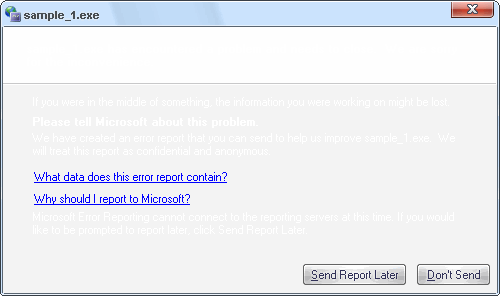 sample_1.exe
If you were in the middle of something, the information you were working on might be lost.
Please tell Microsoft about this problem.
We have created an error report that you can send to help us improve sample_1.exe. We
will treat this report as confidential and anonymous.
What data does this error report contain?
Why should I report to Microsoft?
Microsoft Error Reporting cannot connect to the reporting servers at this time. If you would
like to be prompted to report later, click Send Report Later.
Send Report Later Don't Send